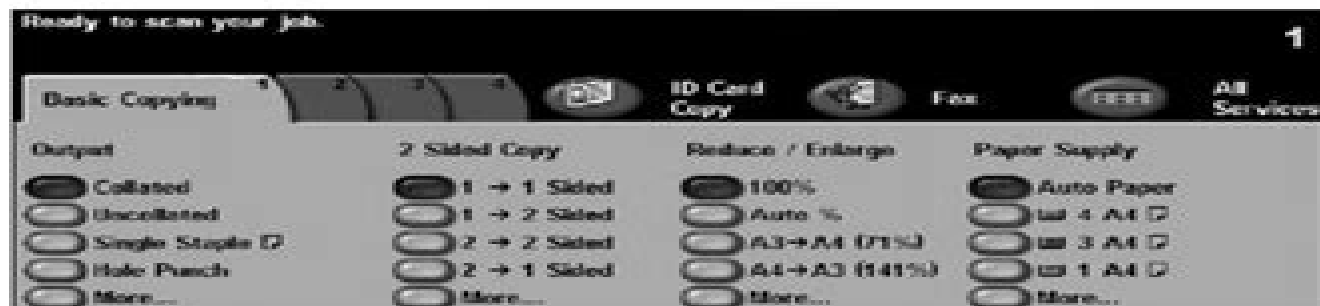 Ready to scan your job.
1
Basic Copying
1
2
3
4
ID Card Copy
Fax
All Services
Output
Collated
Uncollated
Single Staple
Hole Punch
More...
2 Sided Copy
1 → 1 Sided
1 → 2 Sided
2 → 2 Sided
2 → 1 Sided
More...
Reduce / Enlarge
100%
Auto %
A3→A4 (71%)
A4→A3 (141%)
More...
Paper Supply
Auto Paper
4 A4
3 A4
1 A4
More...